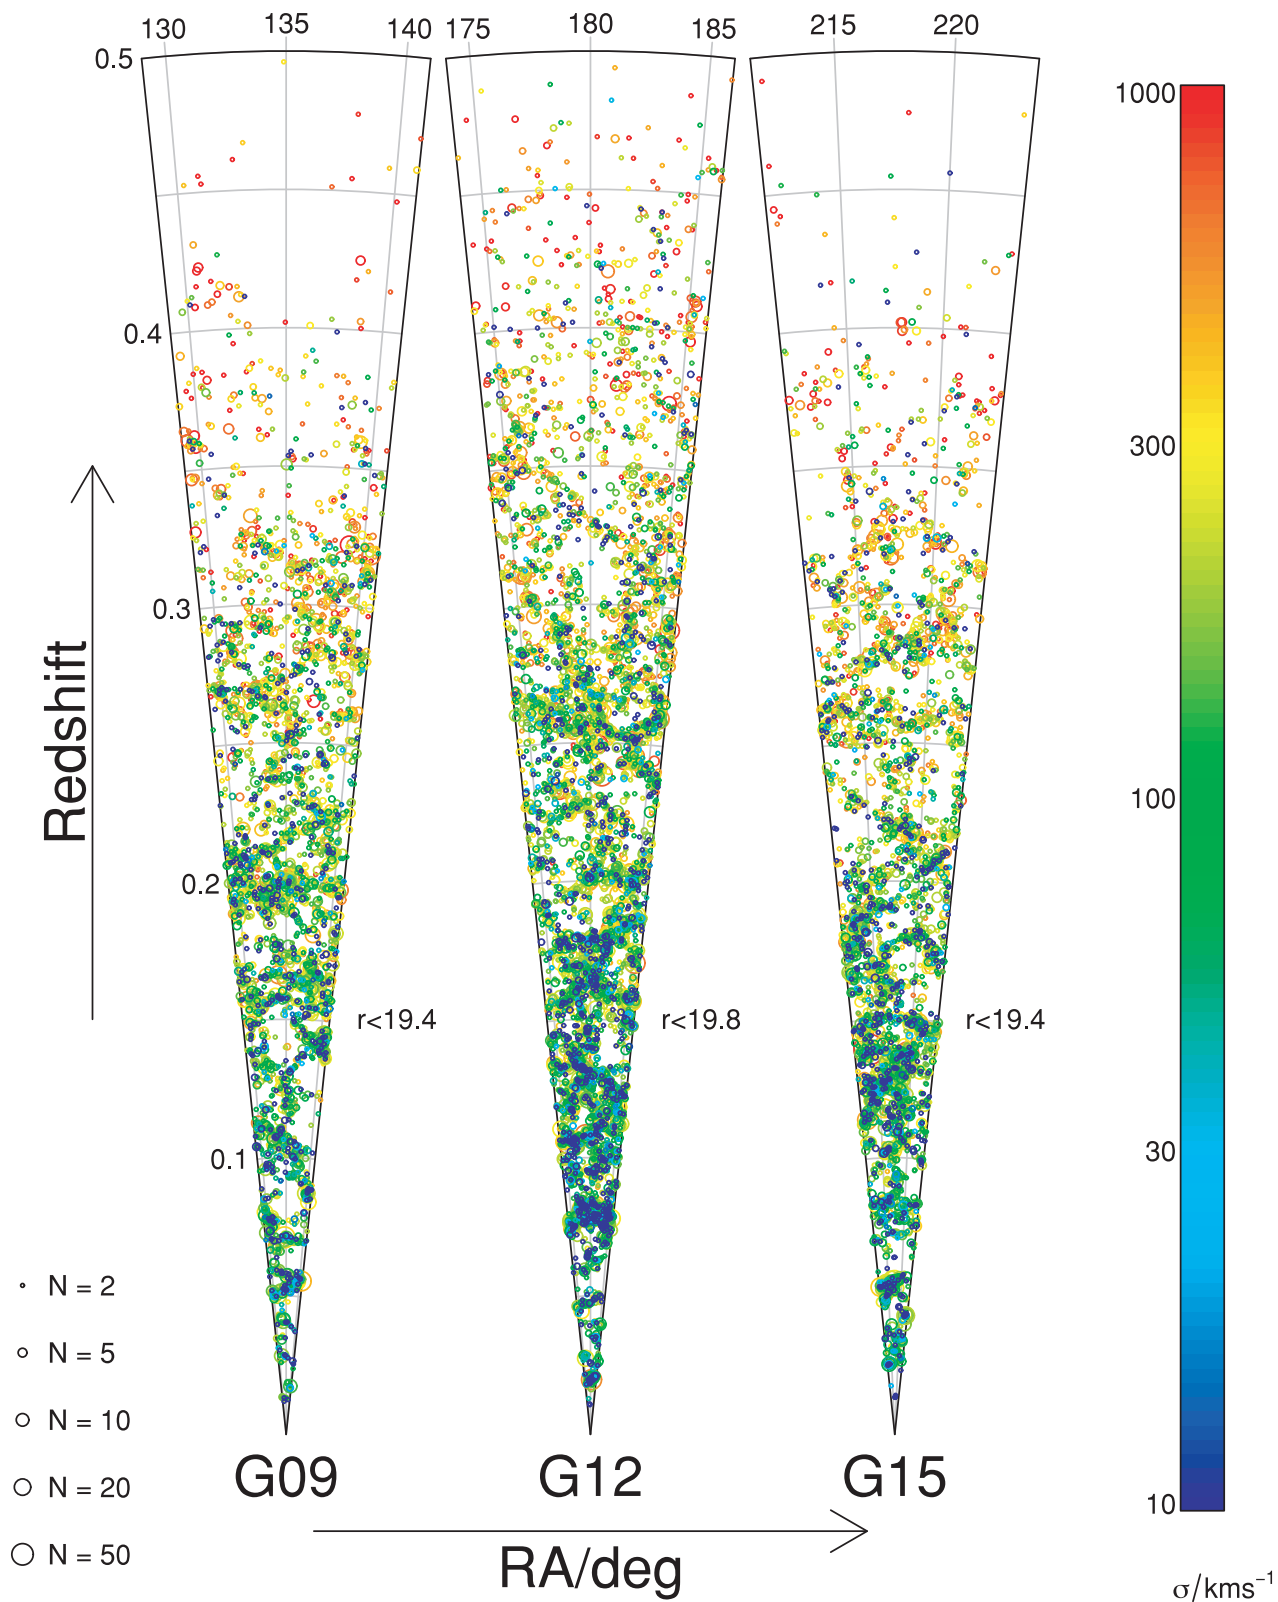 130 135 140 175 180 185 215 220
0.5
0.4
0.3
0.2
0.1
Redshift
r<19.4 r<19.8 r<19.4
N = 2
N = 5
N = 10
N = 20
N = 50
G09 G12 G15
RA/deg
1000
300
100
30
10
σ/kms⁻¹